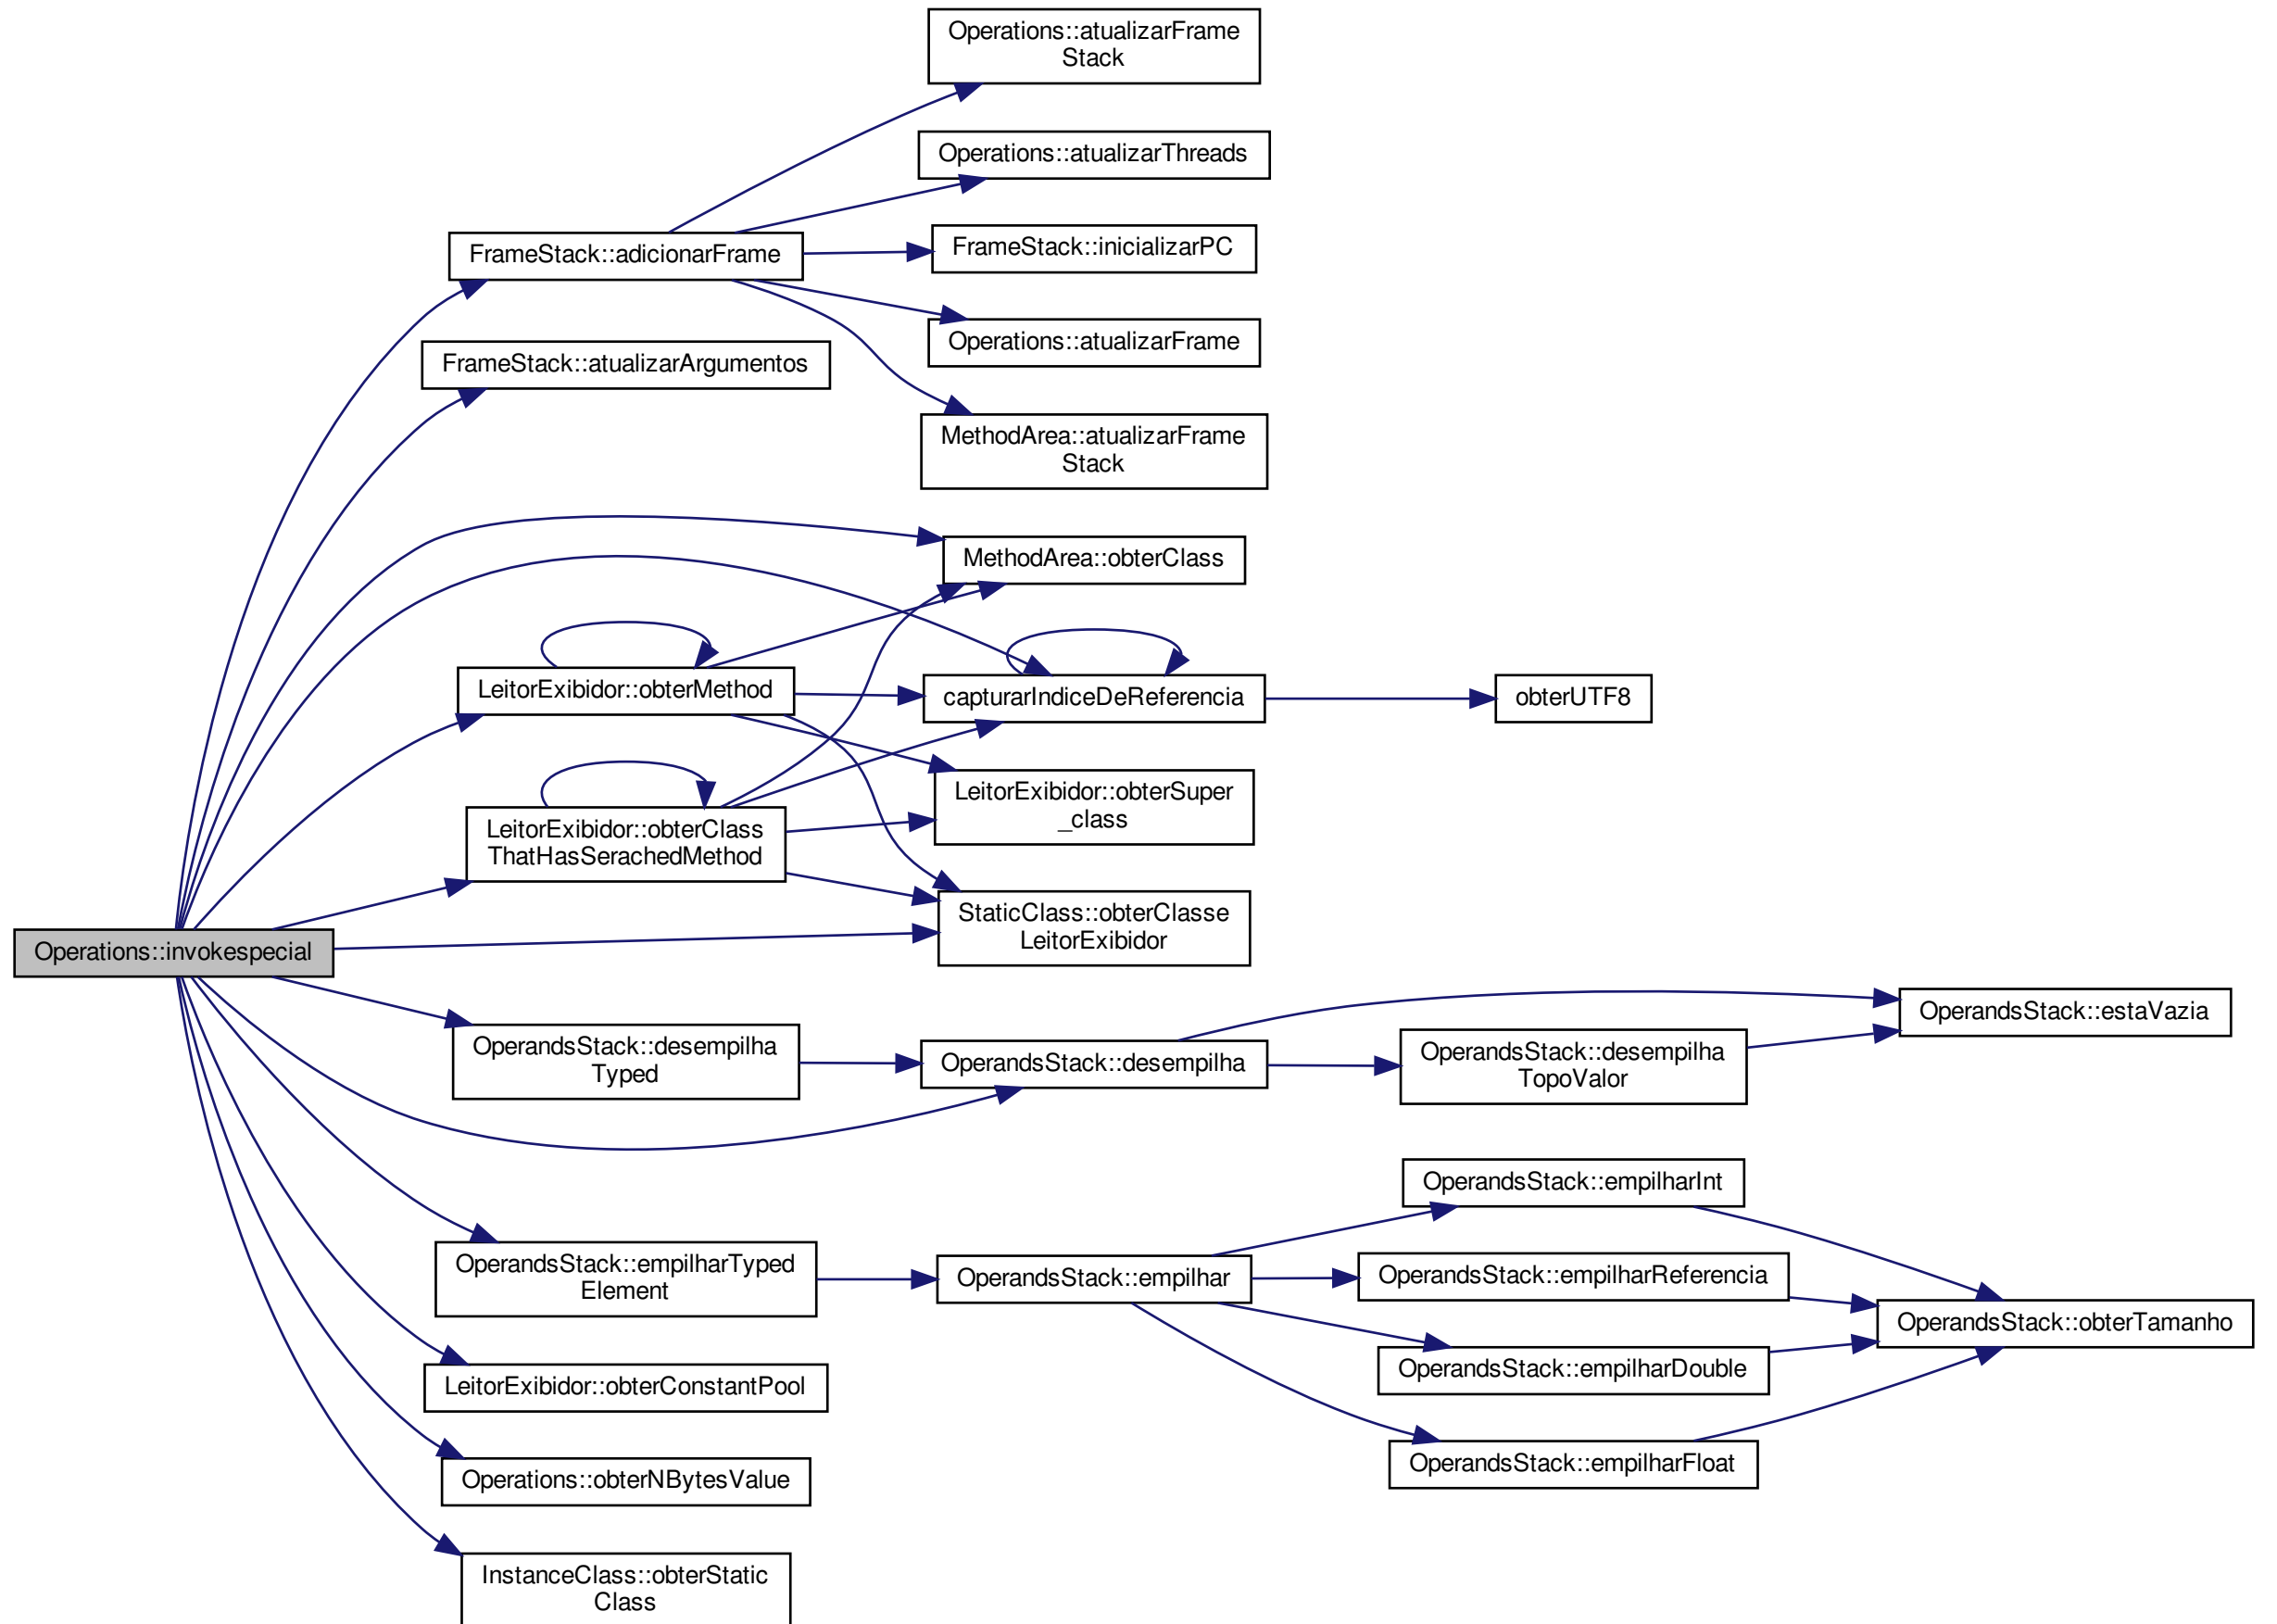 Operations::atualizarFrame
Stack
Operations::atualizarThreads
FrameStack::adicionarFrame
FrameStack::inicializarPC
Operations::atualizarFrame
FrameStack::atualizarArgumentos
MethodArea::atualizarFrame
Stack
MethodArea::obterClass
LeitorExibidor::obterMethod
capturarIndiceDeReferencia
obterUTF8
LeitorExibidor::obterSuper
_class
LeitorExibidor::obterClass
ThatHasSerachedMethod
StaticClass::obterClasse
LeitorExibidor
Operations::invokespecial
OperandsStack::estaVazia
OperandsStack::desempilha
Typed
OperandsStack::desempilha
OperandsStack::desempilha
TopoValor
OperandsStack::empilharInt
OperandsStack::empilharTyped
Element
OperandsStack::empilhar
OperandsStack::empilharReferencia
OperandsStack::obterTamanho
OperandsStack::empilharDouble
LeitorExibidor::obterConstantPool
OperandsStack::empilharFloat
Operations::obterNBytesValue
InstanceClass::obterStatic
Class